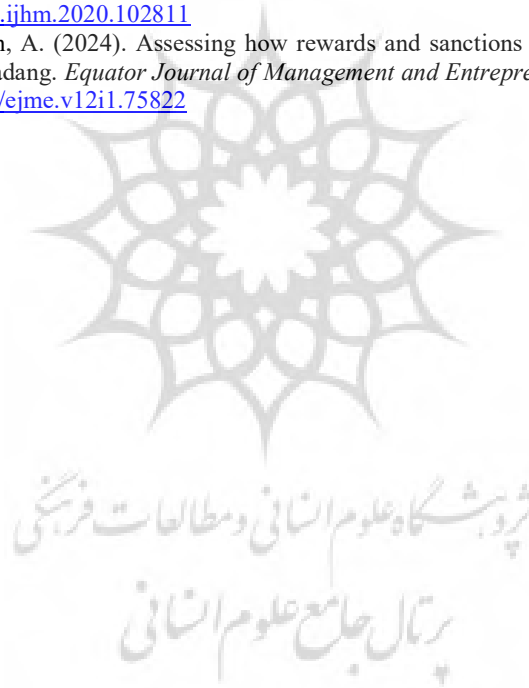 .ijhm.2020.102811
n, A. (2024). Assessing how rewards and sanctions
adang. Equator Journal of Management and Entrepre
/ejme.v12i1.75822
پژوهشگاه علوم انسانی و مطالعات فرهنگی
پرتال جامع علوم انسانی